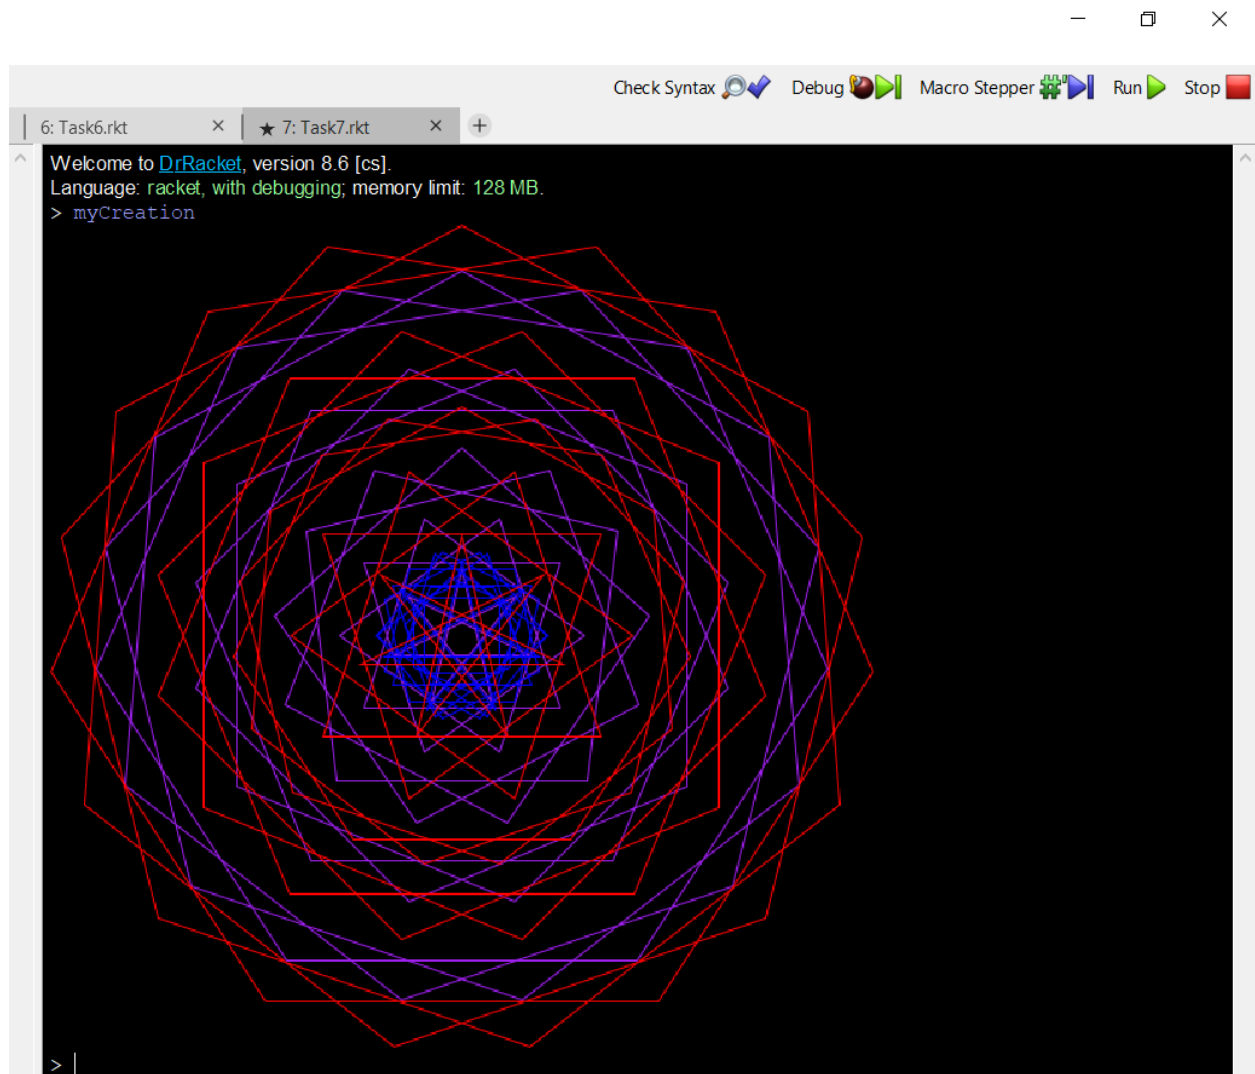 Check Syntax Debug Macro Stepper Run Stop
6: Task6.rkt ★ 7: Task7.rkt
Welcome to DrRacket, version 8.6 [cs].
Language: racket, with debugging; memory limit: 128 MB.
> myCreation
>